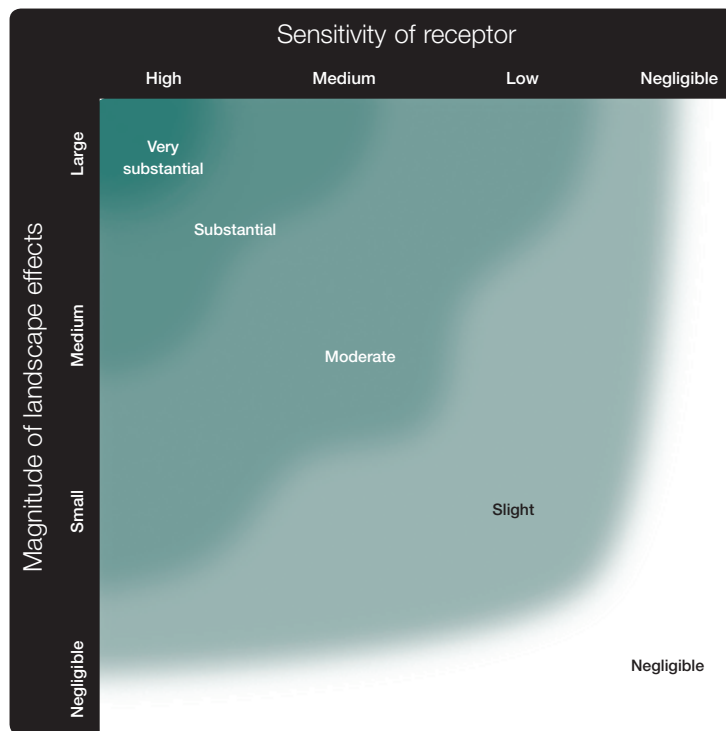 Sensitivity of receptor
High
Medium
Low
Negligible
Magnitude of landscape effects
Large
Medium
Small
Negligible
Very
substantial
Substantial
Moderate
Slight
Negligible